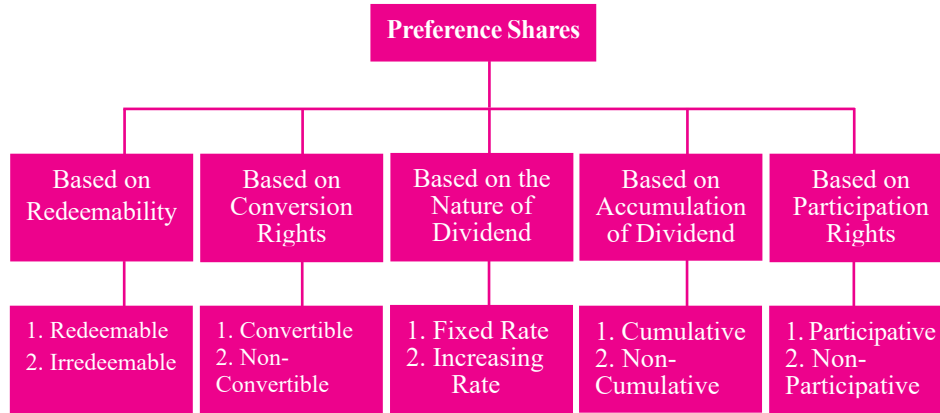 Preference Shares
Based on
Redeemability
Based on
Conversion
Rights
Based on the
Nature of
Dividend
Based on
Accumulation
of Dividend
Based on
Participation
Rights
1. Redeemable
2. Irredeemable
1. Convertible
2. Non-
Convertible
1. Fixed Rate
2. Increasing
Rate
1. Cumulative
2. Non-
Cumulative
1. Participative
2. Non-
Participative